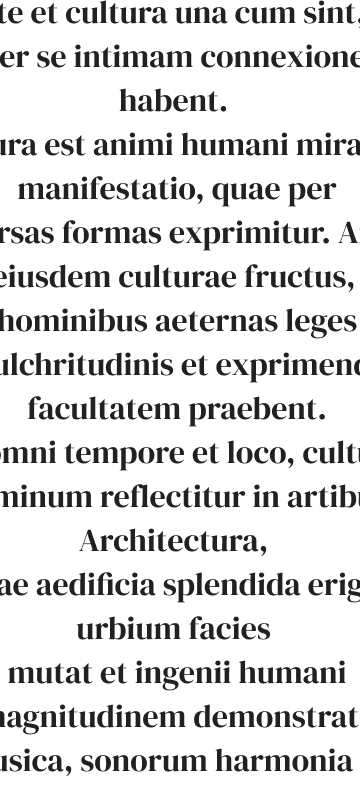 te et cultura una cum sint,
er se intimam connexione
habent.
ura est animi humani mira
manifestatio, quae per
rsas formas exprimitur. A
eiusdem culturae fructus,
hominibus aeternas leges
ulchritudinis et exprimend
facultatem praebent.
omni tempore et loco, cultu
minum reflectitur in artibu
Architectura,
ae aedificia splendida erig
urbium facies
mutat et ingenii humani
magnitudinem demonstrat
usica, sonorum harmonia